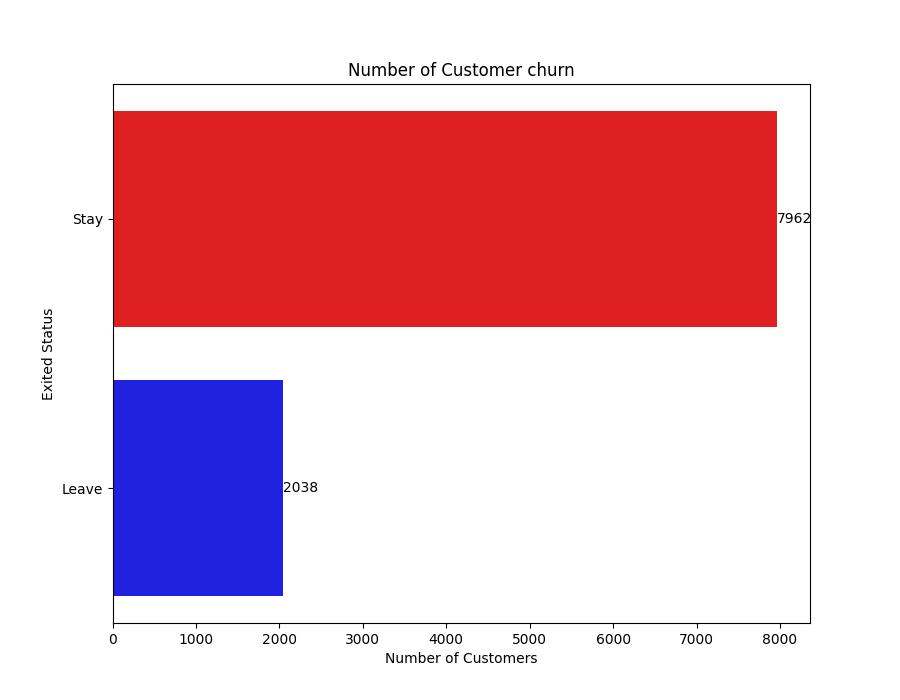 Number of Customer churn
Stay
7962
Exited Status
Leave
2038
0 1000 2000 3000 4000 5000 6000 7000 8000
Number of Customers